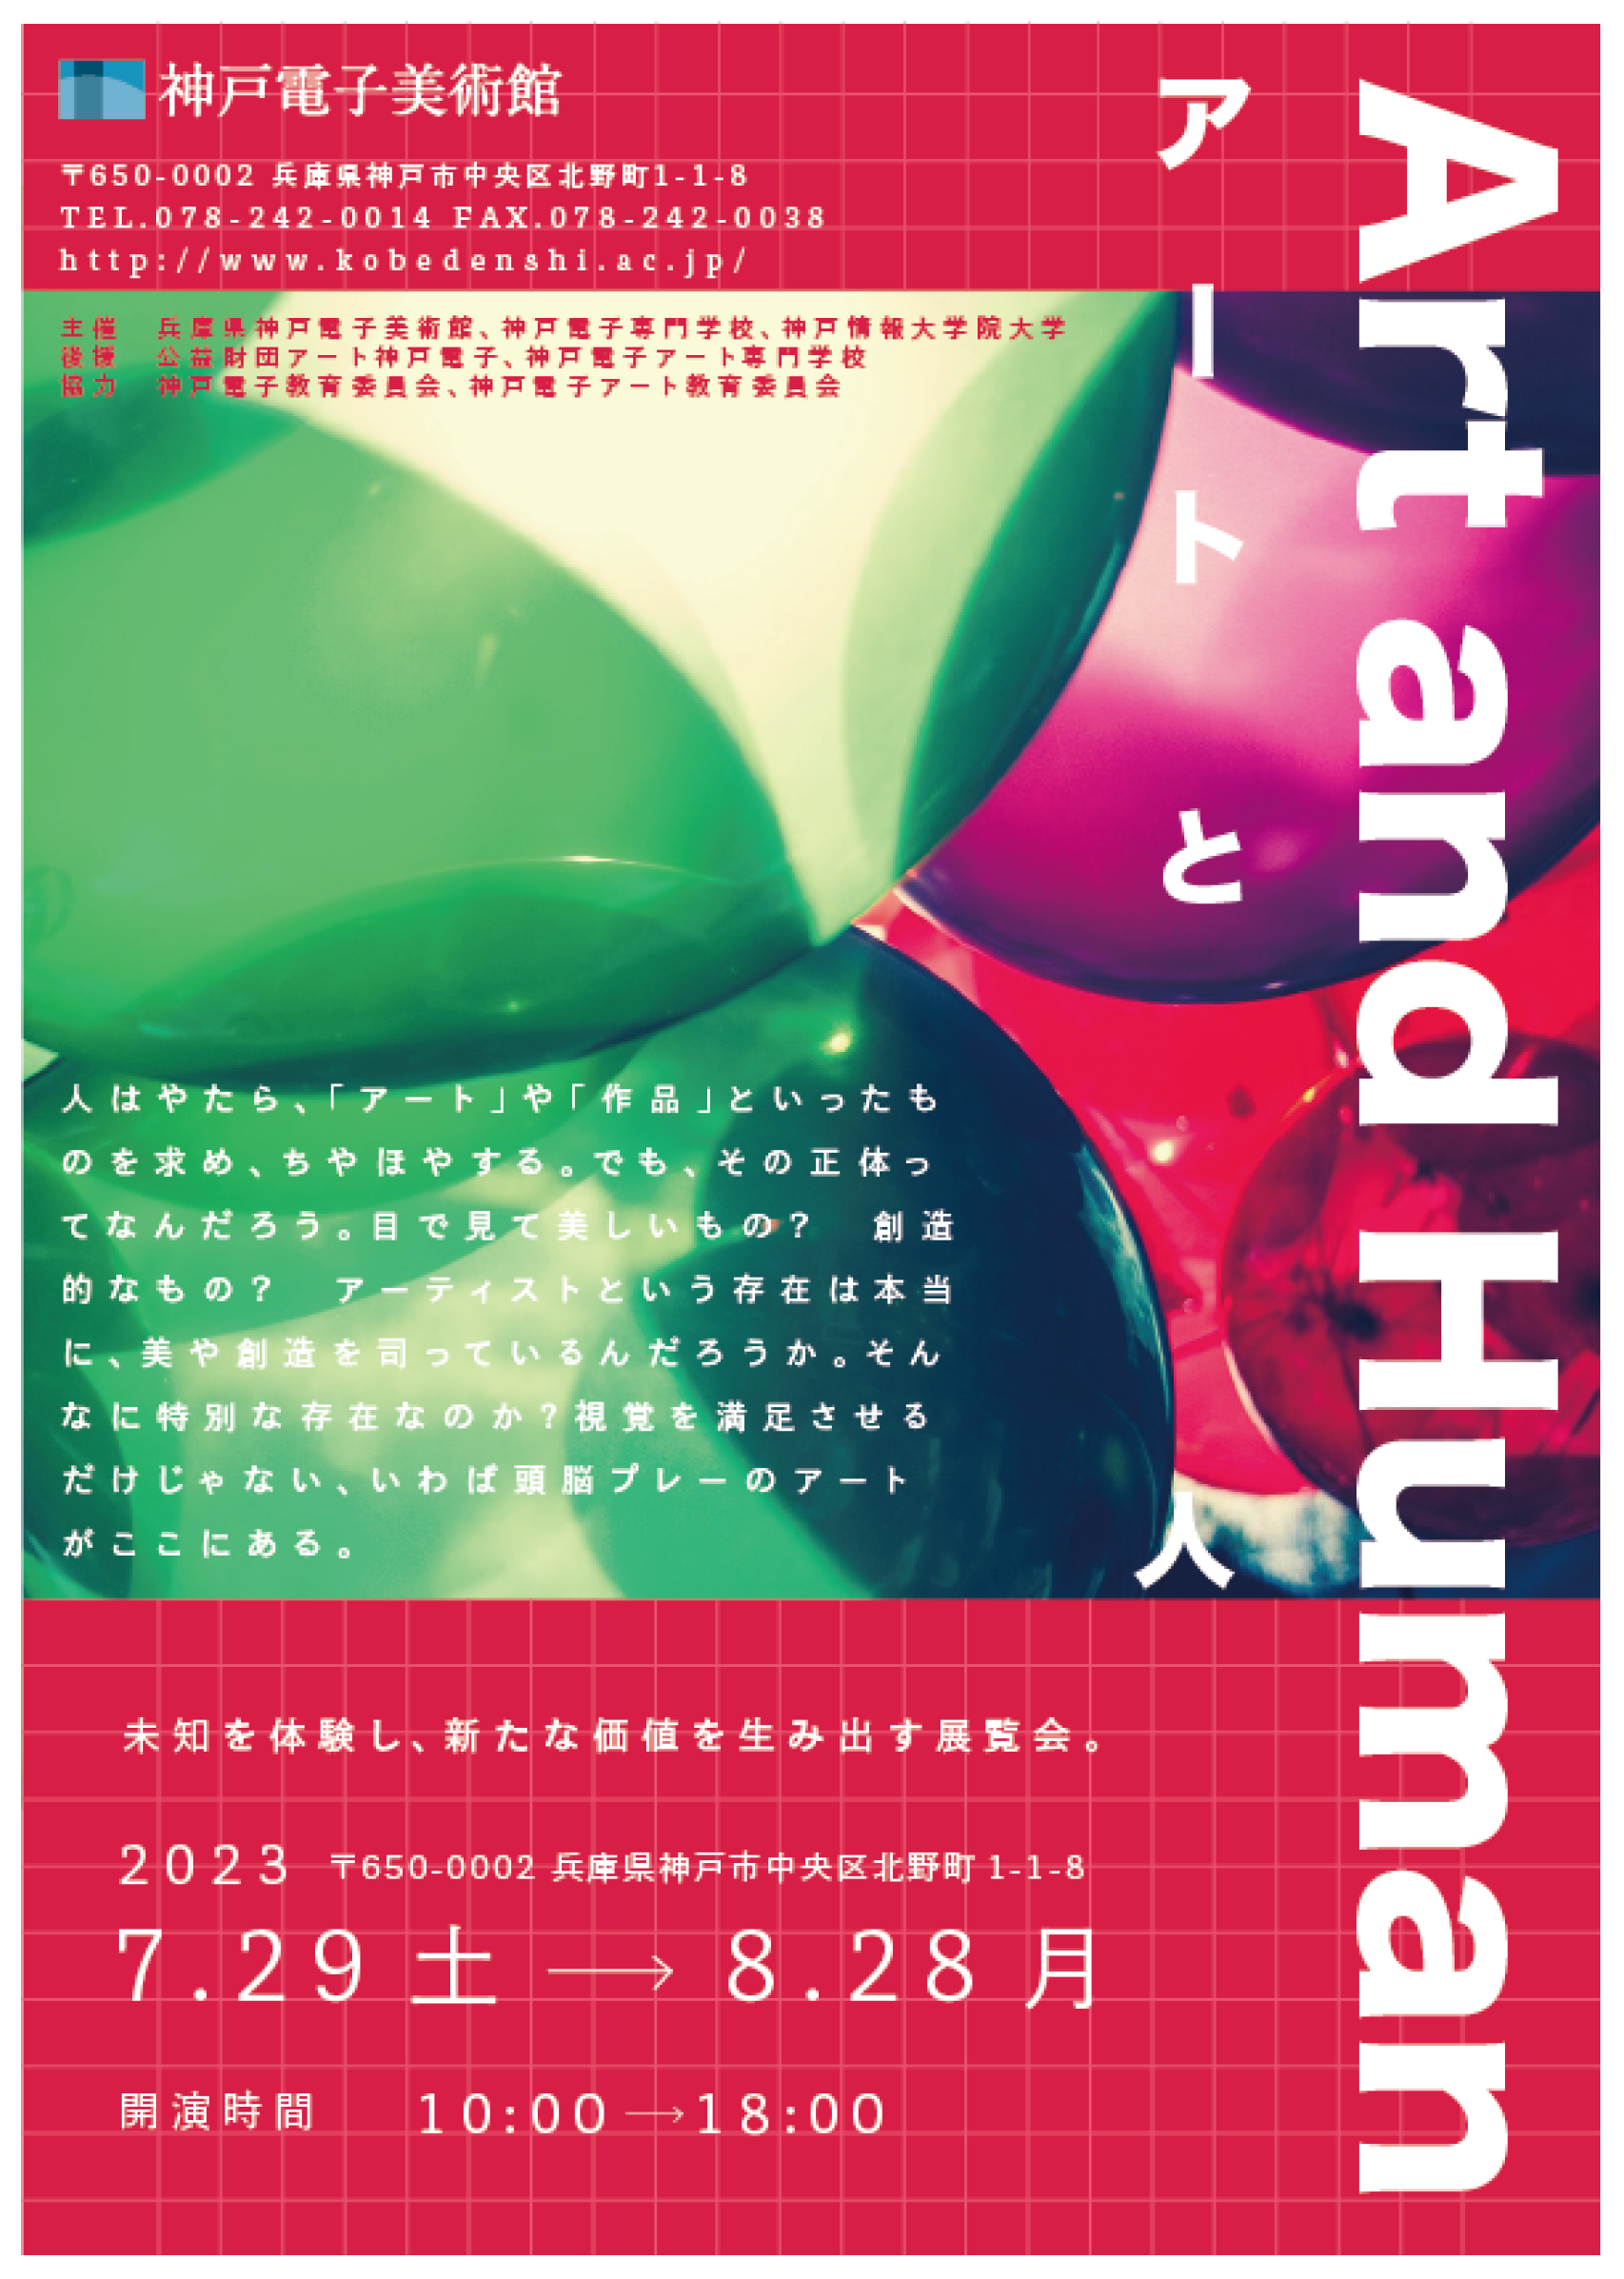 神戸電子美術館
〒650-0002 兵庫県神戸市中央区北野町1-1-8
TEL.078-242-0014 FAX.078-242-0038
http://www.kobedenshi.ac.jp/
主催　兵庫県神戸電子美術館、神戸電子専門学校、神戸情報大学院大学
後援　公益財団アート神戸電子、神戸電子アート専門学校
協力　神戸電子教育委員会、神戸電子アート教育委員会
Art and Human
アートと人
人はやたら、「アート」や「作品」といったも
のを求め、ちやほやする。でも、その正体っ
てなんだろう。目で見て美しいもの？　創造
的なもの？　アーティストという存在は本当
に、美や創造を司っているんだろうか。そん
なに特別な存在なのか？視覚を満足させる
だけじゃない、いわば頭脳プレーのアート
がここにある。
未知を体験し、新たな価値を生み出す展覧会。
2023 〒650-0002 兵庫県神戸市中央区北野町 1-1-8
7.29 土 → 8.28 月
開演時間　10:00→18:00